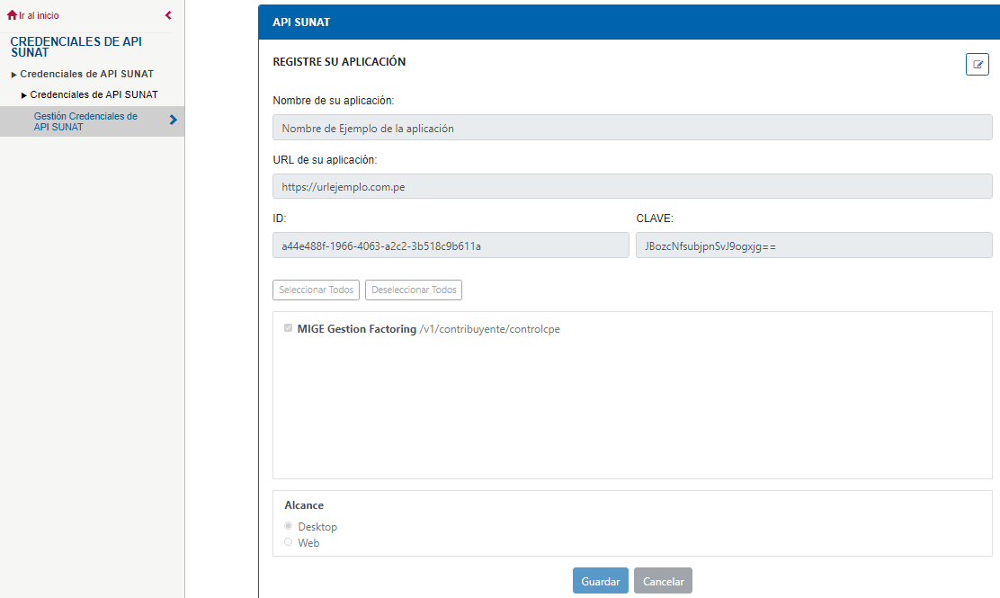 Ir al inicio
CREDENCIALES DE API
SUNAT
Credenciales de API SUNAT
Credenciales de API SUNAT
Gestión Credenciales de
API SUNAT
API SUNAT
REGISTRE SU APLICACIÓN
Nombre de su aplicación:
Nombre de Ejemplo de la aplicación
URL de su aplicación:
https://urlejemplo.com.pe
ID:
CLAVE:
a44e488f-1966-4063-a2c2-3b518c9b611a
JBozcNfsubjpnSvJ9ogxjg==
Seleccionar Todos
Deseleccionar Todos
MIGE Gestion Factoring /v1/contribuyente/controlcpe
Alcance
Desktop
Web
Guardar
Cancelar